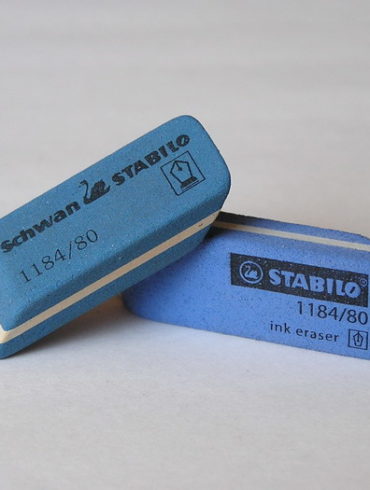 Schwan STABILO
1184/80
STABILO
1184/80
ink eraser